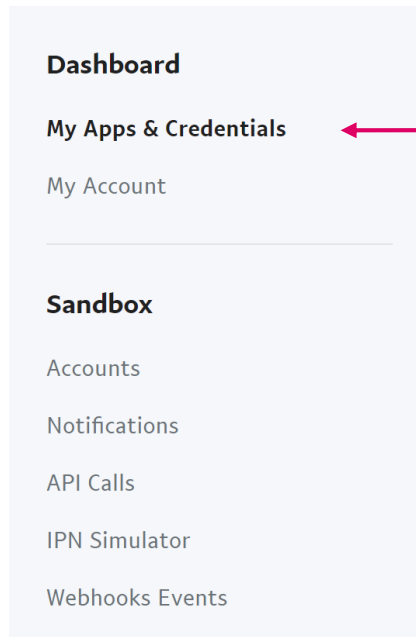 Dashboard
My Apps & Credentials
My Account
Sandbox
Accounts
Notifications
API Calls
IPN Simulator
Webhooks Events